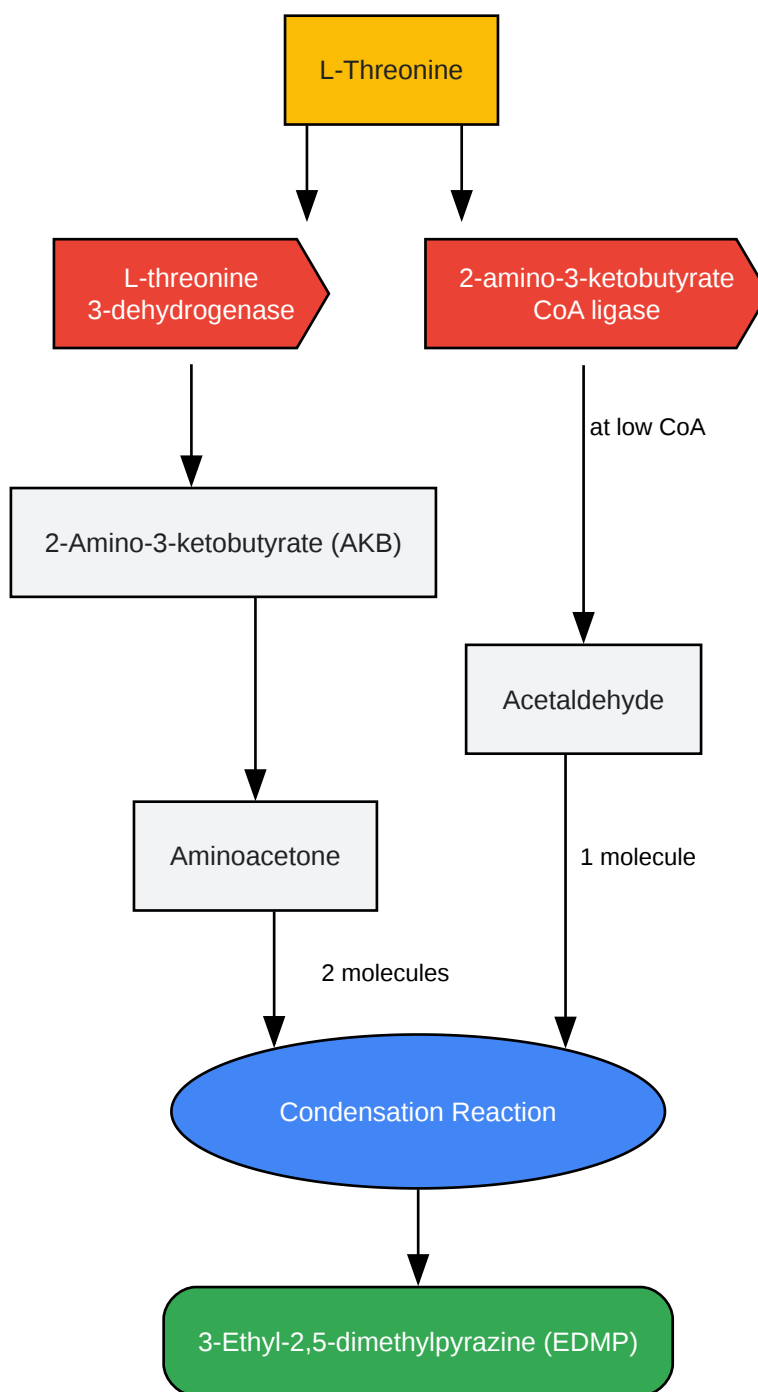 L-Threonine
L-threonine
3-dehydrogenase
2-amino-3-ketobutyrate
CoA ligase
at low CoA
2-Amino-3-ketobutyrate (AKB)
Acetaldehyde
Aminoacetone
1 molecule
2 molecules
Condensation Reaction
3-Ethyl-2,5-dimethylpyrazine (EDMP)